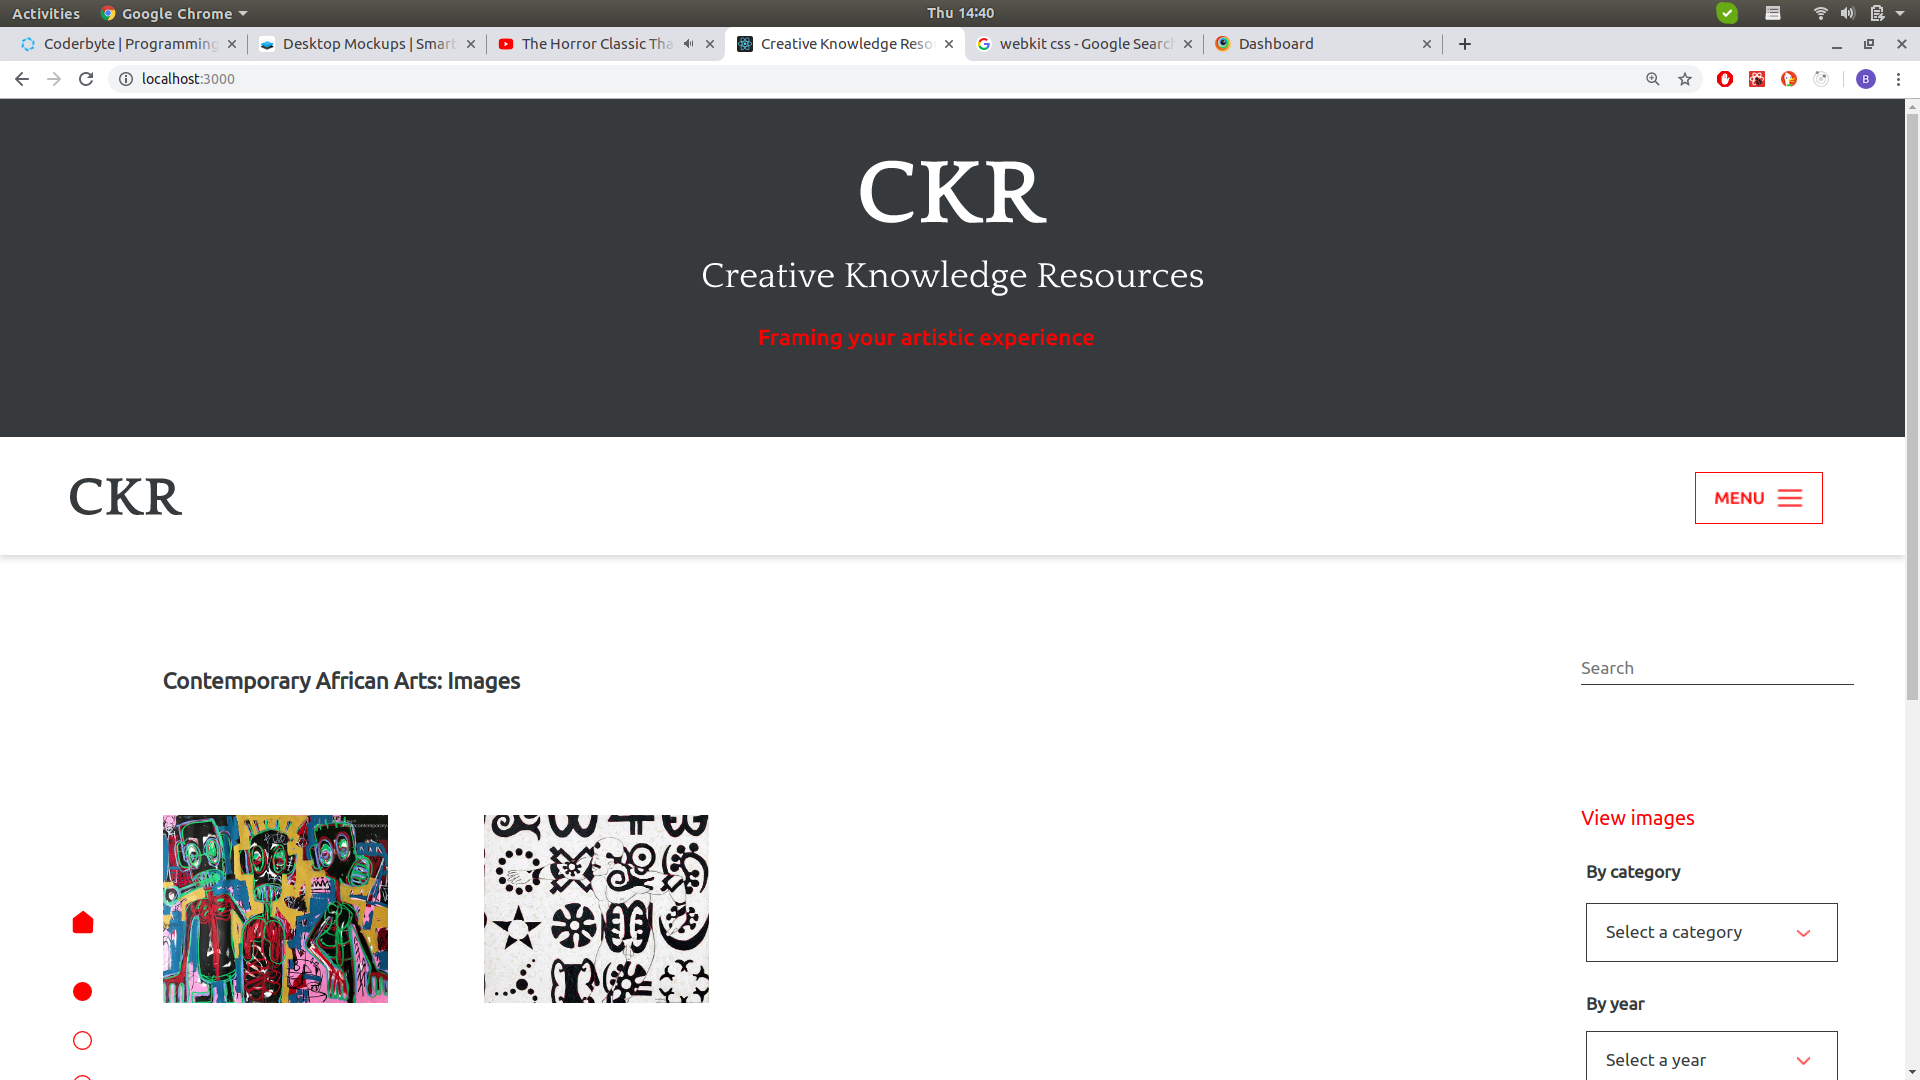 Activities Google Chrome Thu 14:40
Coderbyte | Programming Desktop Mockups | Smart The Horror Classic Tha Creative Knowledge Reso webkit css - Google Search Dashboard
localhost:3000 B
CKR
Creative Knowledge Resources
Framing your artistic experience
CKR MENU
Contemporary African Arts: Images
Search
View images
By category
Select a category
By year
Select a year